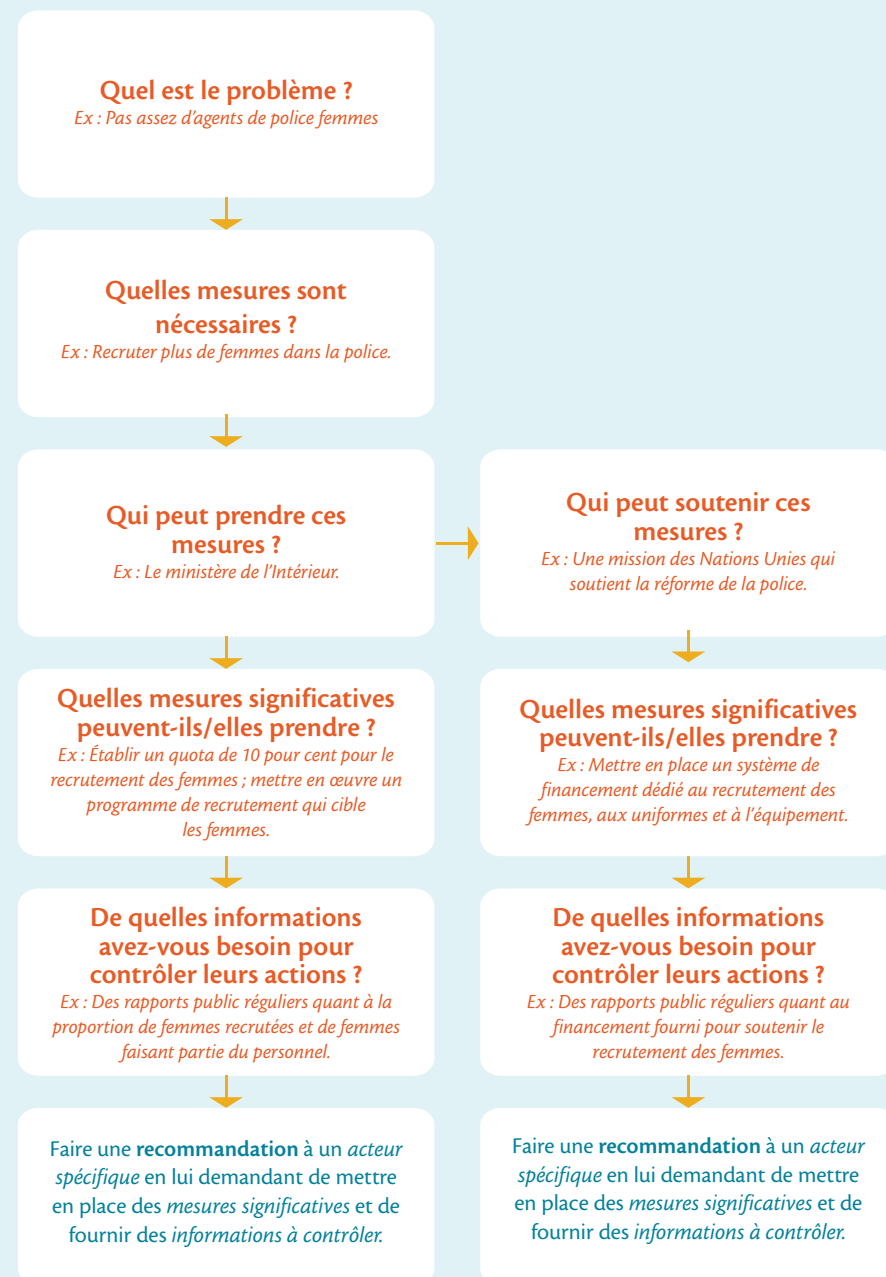 Quel est le problème ?
Ex : Pas assez d'agents de police femmes
Quelles mesures sont
nécessaires ?
Ex : Recruter plus de femmes dans la police.
Qui peut prendre ces
mesures ?
Ex : Le ministère de l'Intérieur.
Qui peut soutenir ces
mesures ?
Ex : Une mission des Nations Unies qui
soutient la réforme de la police.
Quelles mesures significatives
peuvent-ils/elles prendre ?
Ex : Établir un quota de 10 pour cent pour le
recrutement des femmes ; mettre en œuvre un
programme de recrutement qui cible
les femmes.
Quelles mesures significatives
peuvent-ils/elles prendre ?
Ex : Mettre en place un système de
financement dédié au recrutement des
femmes, aux uniformes et à l'équipement.
De quelles informations
avez-vous besoin pour
contrôler leurs actions ?
Ex : Des rapports public réguliers quant à la
proportion de femmes recrutées et de femmes
faisant partie du personnel.
De quelles informations
avez-vous besoin pour
contrôler leurs actions ?
Ex : Des rapports public réguliers quant au
financement fourni pour soutenir le
recrutement des femmes.
Faire une recommandation à un acteur
spécifique en lui demandant de mettre
en place des mesures significatives et de
fournir des informations à contrôler.
Faire une recommandation à un acteur
spécifique en lui demandant de mettre
en place des mesures significatives et de
fournir des informations à contrôler.